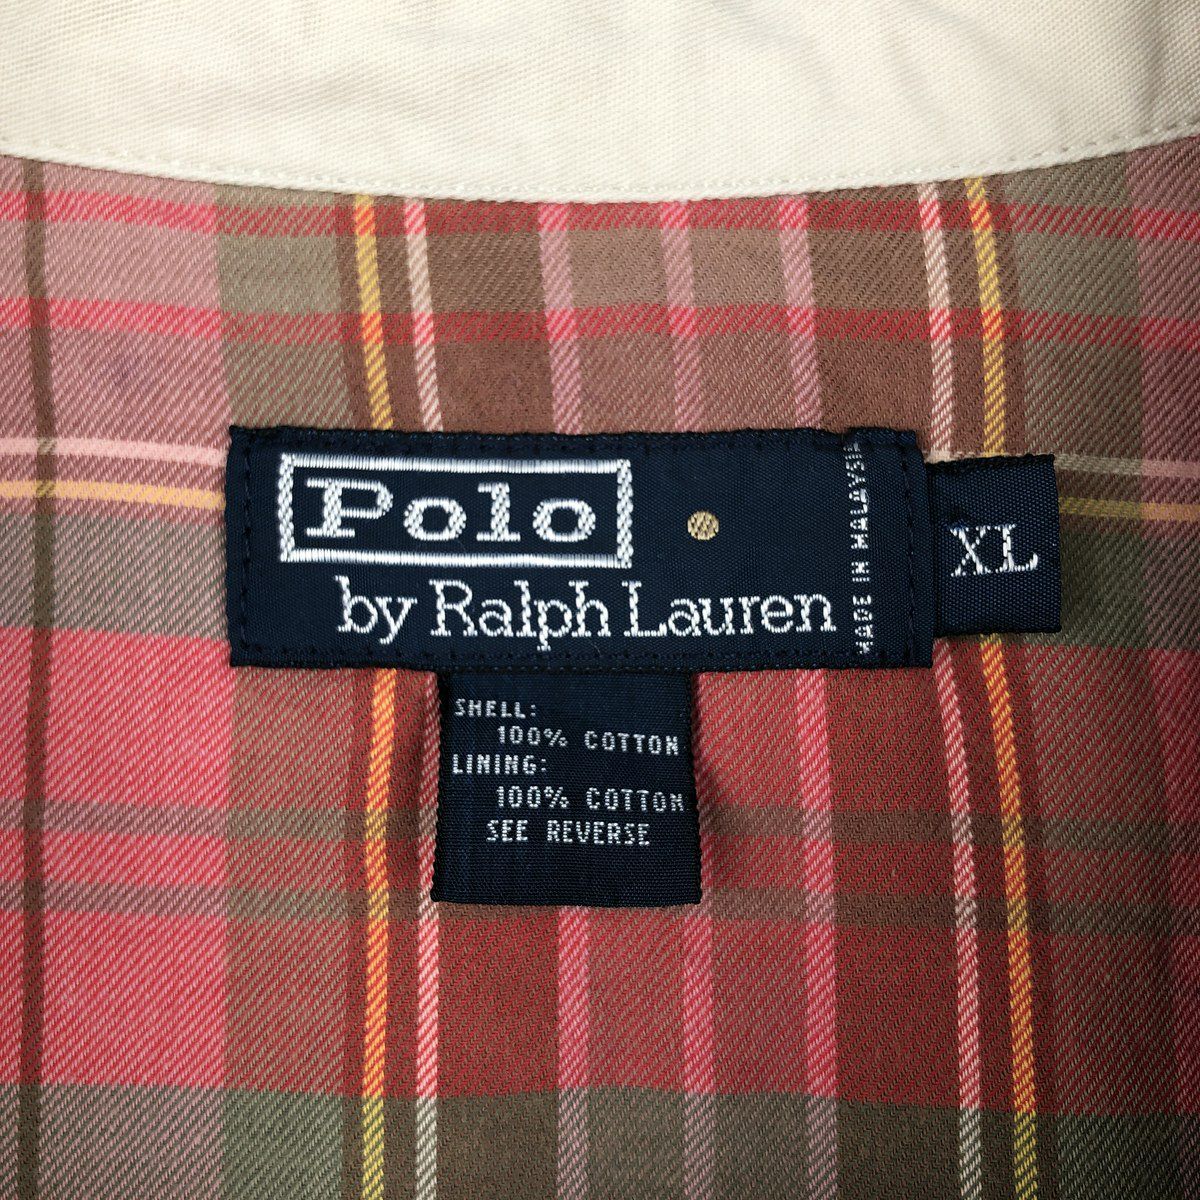 Polo
by Ralph Lauren
MADE IN MALAYSIA
XL
SHELL:
100% COTTON
LINING:
100% COTTON
SEE REVERSE